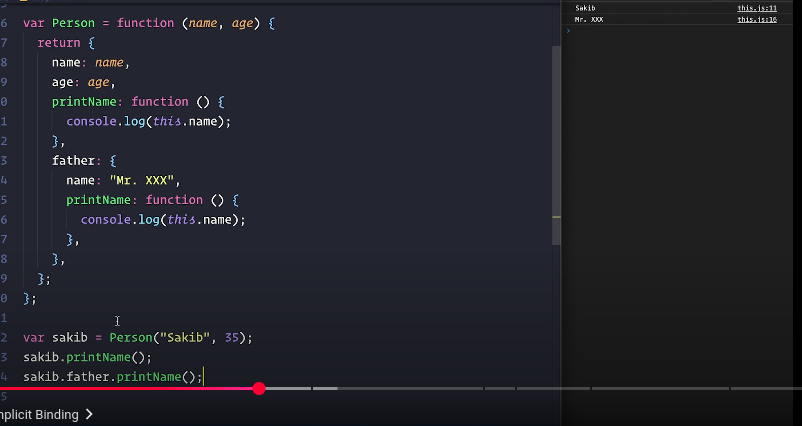 6 var Person = function (name, age) {
7 return {
8 name: name,
9 age: age,
0 printName: function () {
1 console.log(this.name);
2 },
3 father: {
4 name: "Mr. XXX",
5 printName: function () {
6 console.log(this.name);
7 },
8 },
9 };
0 };
1
2 var sakib = Person("Sakib", 35);
3 sakib.printName();
4 sakib.father.printName();
5
mplicit Binding >
Sakib this.js:11
Mr. XXX this.js:16
>